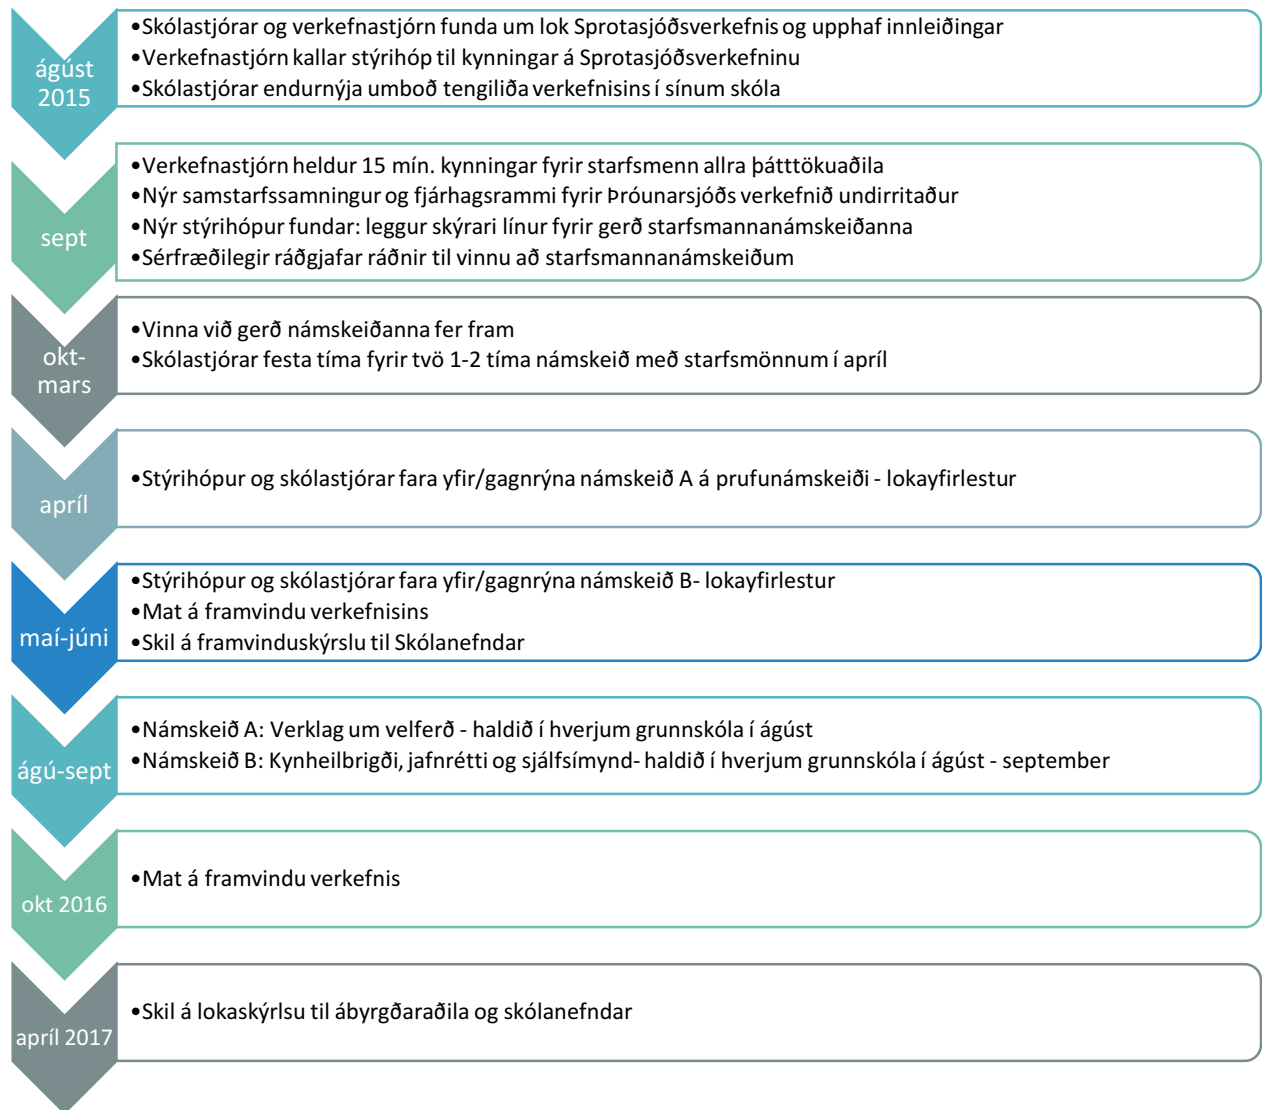 ágúst
2015
•Skólastjórar og verkefnastjórn funda um lok Sprotasjóðsverkefnis og upphaf innleiðingar
•Verkefnastjórn kallar stýrihóp til kynningar á Sprotasjóðsverkefninu
•Skólastjórar endurnýja umboð tengiliða verkefnisins í sínum skóla
sept
•Verkefnastjórn heldur 15 mín. kynningar fyrir starfsmenn allra þátttökuaðila
•Nýr samstarfssamningur og fjárhagsrammi fyrir Þróunarsjóðs verkefnið undirritaður
•Nýr stýrihópur fundar: leggur skýrari línur fyrir gerð starfsmannanámskeiðanna
•Sérfræðilegir ráðgjafar ráðnir til vinnu að starfsmannanámskeiðum
okt-
mars
•Vinna við gerð námskeiðanna fer fram
•Skólastjórar festa tíma fyrir tvö 1-2 tíma námskeið með starfsmönnum í apríl
apríl
•Stýrihópur og skólastjórar fara yfir/gagnrýna námskeið A á prufunámskeiði - lokayfirlestur
maí-júni
•Stýrihópur og skólastjórar fara yfir/gagnrýna námskeið B- lokayfirlestur
•Mat á framvindu verkefnisins
•Skil á framvinduskýrslu til Skólanefndar
ágú-sept
•Námskeið A: Verklag um velferð - haldið í hverjum grunnskóla í ágúst
•Námskeið B: Kynheilbrigði, jafnrétti og sjálfsímynd- haldið í hverjum grunnskóla í ágúst - september
okt 2016
•Mat á framvindu verkefnis
apríl 2017
•Skil á lokaskýrlsu til ábyrgðaraðila og skólanefndar